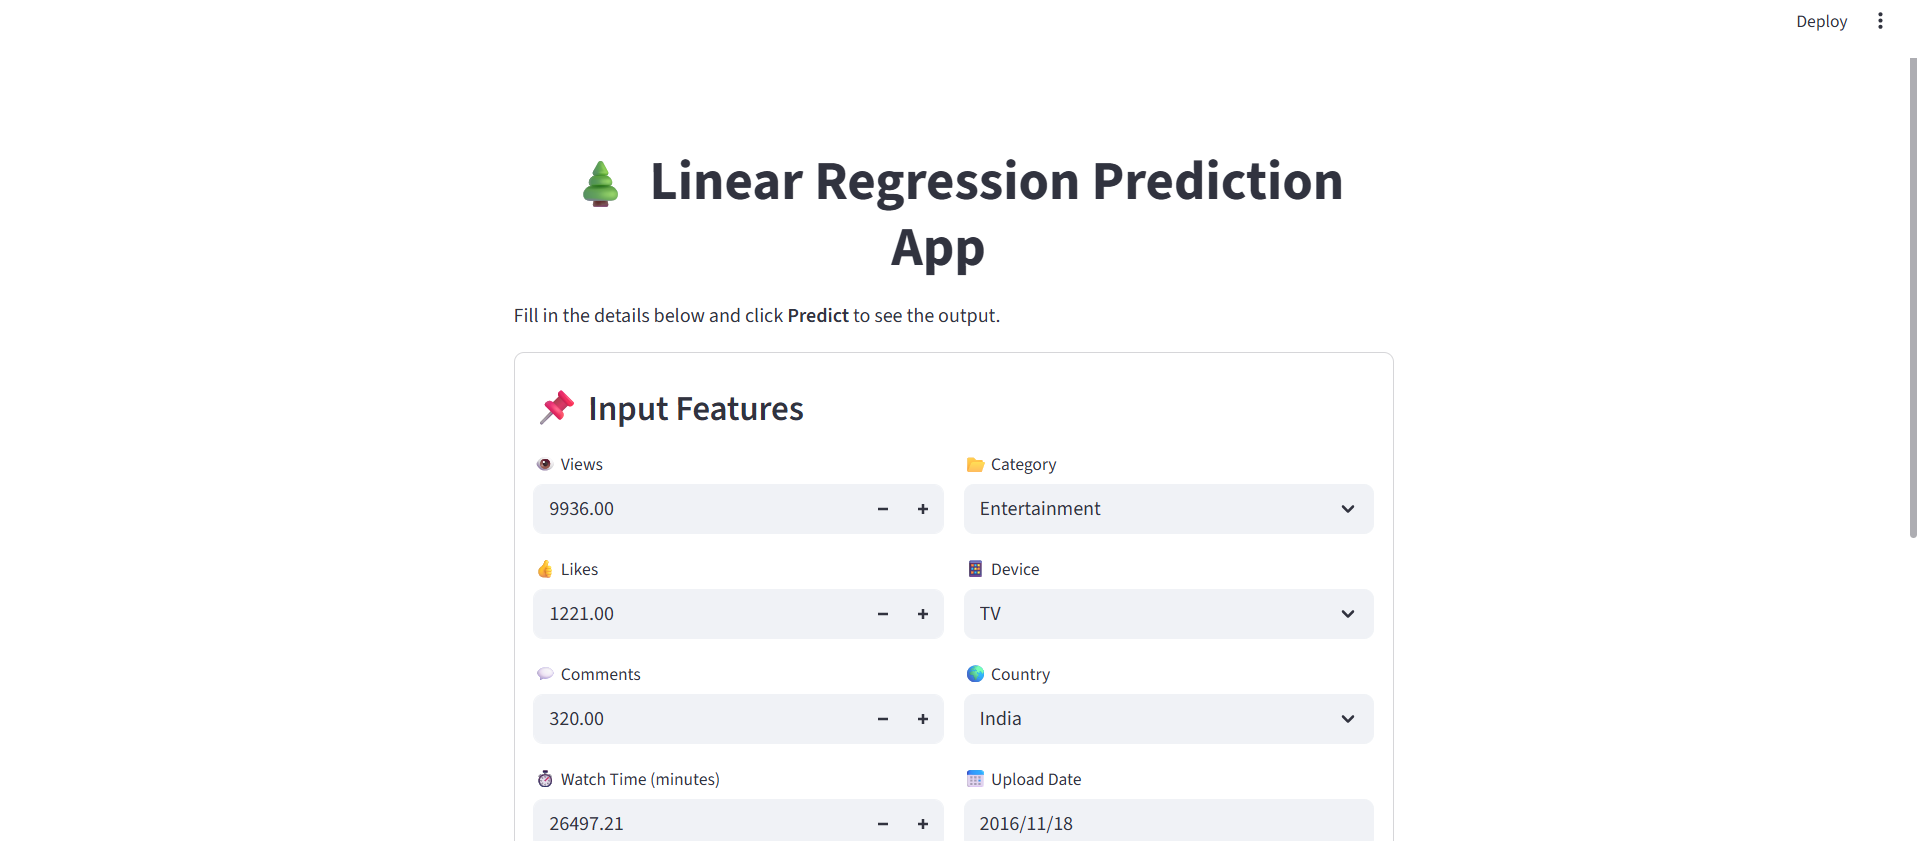 Deploy
Linear Regression Prediction
App
Fill in the details below and click Predict to see the output.
Input Features
Views
Category
9936.00
Entertainment
Likes
Device
1221.00
TV
Comments
Country
320.00
India
Watch Time (minutes)
Upload Date
26497.21
2016/11/18